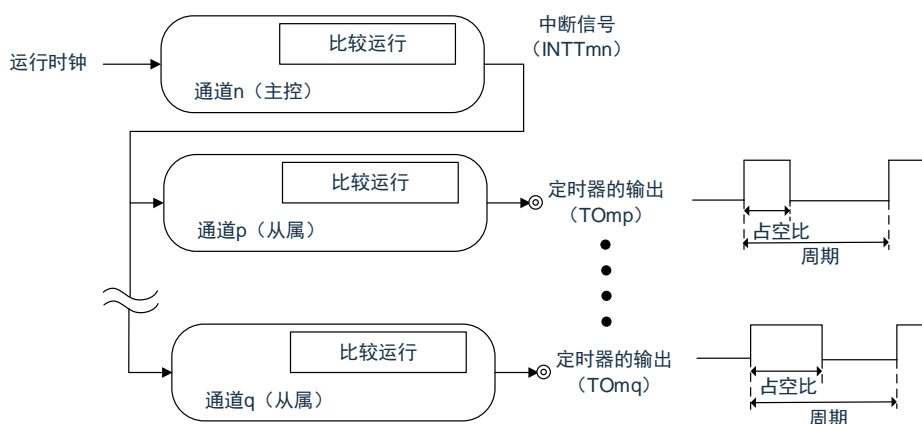 中断信号
（INTTmn）
比较运行
运行时钟
通道n（主控）
比较运行
定时器的输出
（TOmp）
通道p（从属）
占空比
周期
比较运行
定时器的输出
（TOmq）
通道q（从属）
占空比
周期